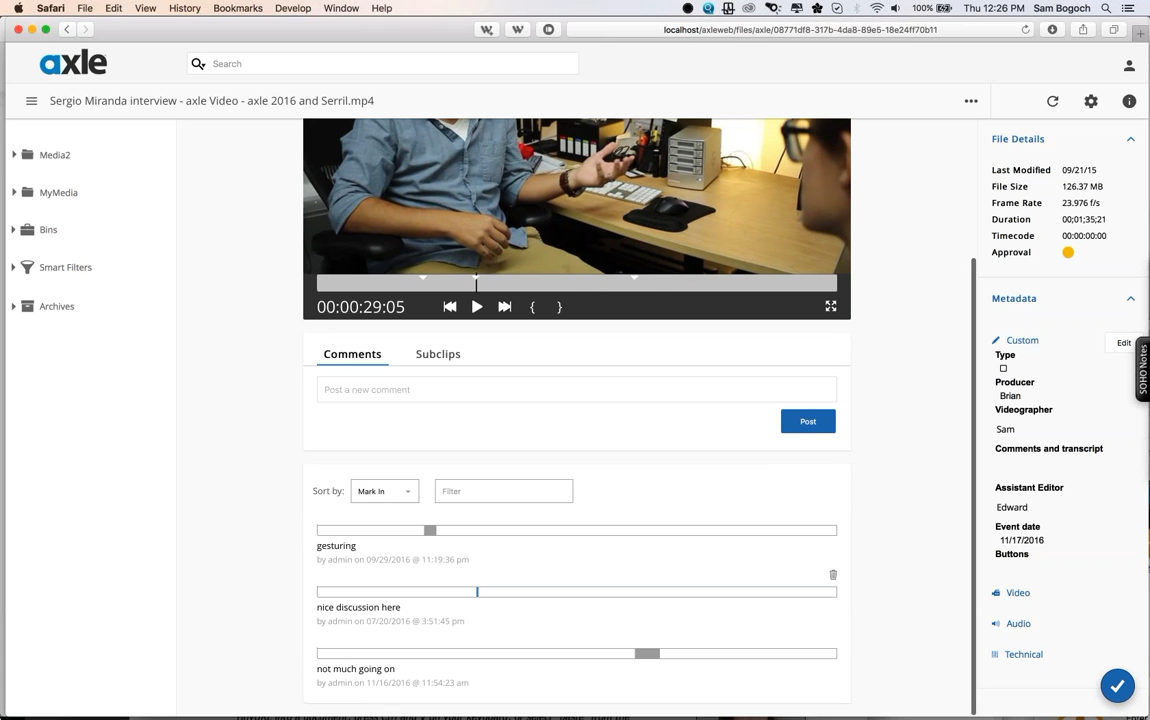 Safari File Edit View History Bookmarks Develop Window Help 100% Thu 12:26 PM Sam Bogoch
localhost/axleweb/files/axle/08771df8-317b-4da8-89e5-18e24ff70b11
axle
Search
Sergio Miranda interview - axle Video - axle 2016 and Serril.mp4
Media2
MyMedia
Bins
Smart Filters
Archives
00:00:29:05
{ }
Comments Subclips
Post a new comment
Post
Sort by: Mark In Filter
gesturing
by admin on 09/29/2016 @ 11:19:36 pm
nice discussion here
by admin on 07/20/2016 @ 3:51:45 pm
not much going on
by admin on 11/16/2016 @ 11:54:23 am
File Details
Last Modified 09/21/15
File Size 126.37 MB
Frame Rate 23.976 f/s
Duration 00;01;35;21
Timecode 00:00:00:00
Approval
Metadata
Custom Edit
Type
Producer
Brian
Videographer
Sam
Comments and transcript
Assistant Editor
Edward
Event date
11/17/2016
Buttons
Video
Audio
Technical
SOHO Notes